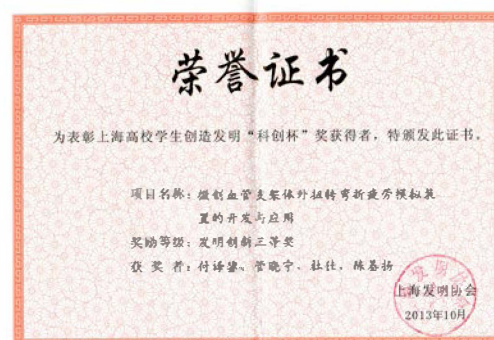 荣誉证书
为表彰上海高校学生创造发明“科创杯”奖获得者，特颁发此证书。
项目名称：微创血管支架体外扭转弯折疲劳模拟装
置的开发与应用
奖励等级：发明创新三等奖
获奖者：付译鋆、管晓宁、杜仕、陈基扬
上海发明协会
2013年10月